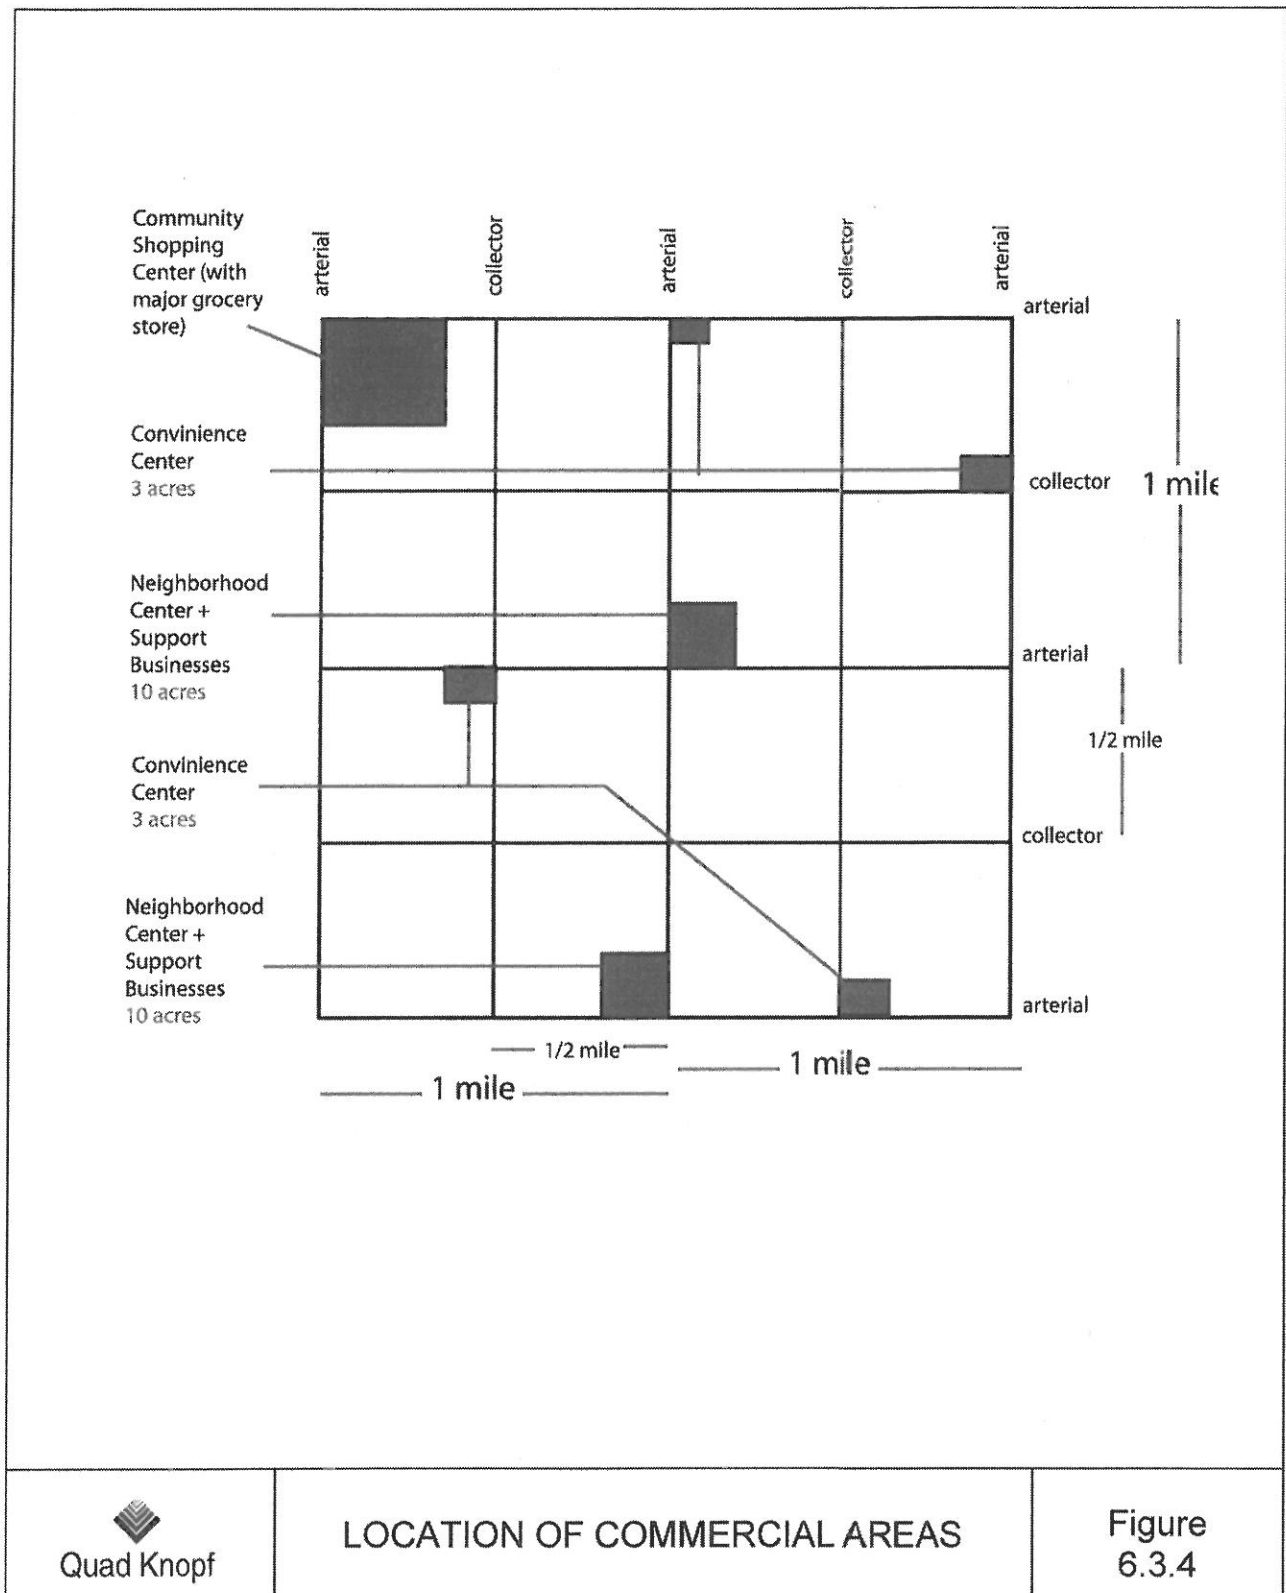 Community
Shopping
Center (with
major grocery
store)
arterial
collector
arterial
collector
arterial
arterial
Convinience
Center
3 acres
collector
1 mile
Neighborhood
Center +
Support
Businesses
10 acres
arterial
1/2 mile
Convinience
Center
3 acres
collector
Neighborhood
Center +
Support
Businesses
10 acres
arterial
1/2 mile
1 mile
1 mile
Quad Knopf
LOCATION OF COMMERCIAL AREAS
Figure
6.3.4